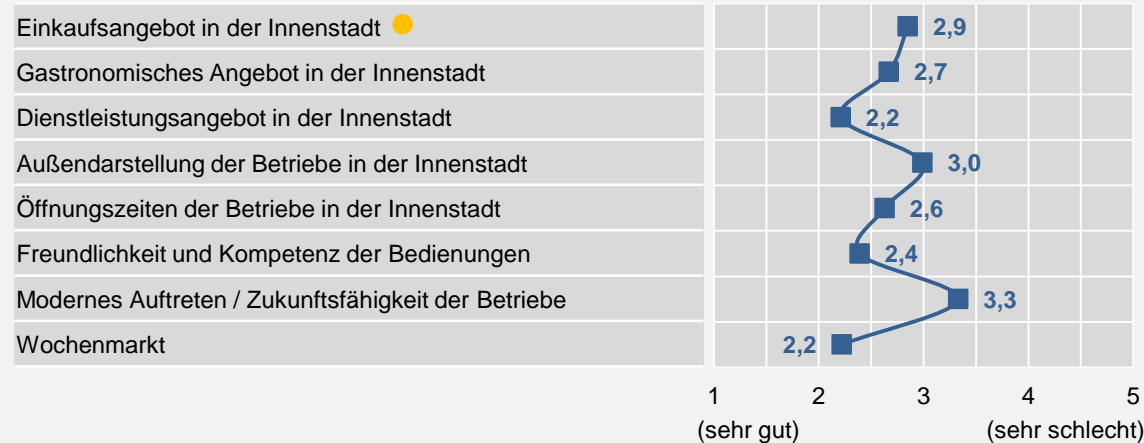 Einkaufsangebot in der Innenstadt 2,9
Gastronomisches Angebot in der Innenstadt 2,7
Dienstleistungsangebot in der Innenstadt 2,2
Außendarstellung der Betriebe in der Innenstadt 3,0
Öffnungszeiten der Betriebe in der Innenstadt 2,6
Freundlichkeit und Kompetenz der Bedienungen 2,4
Modernes Auftreten / Zukunftsfähigkeit der Betriebe 3,3
Wochenmarkt 2,2
1 2 3 4 5
(sehr gut) (sehr schlecht)